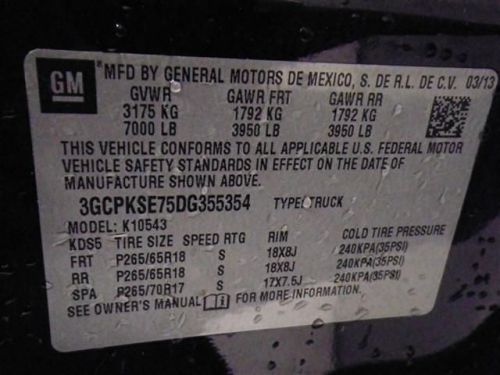 GM
*MFD BY GENERAL MOTORS DE MEXICO, S. DE R.L. DE C.V. 03/13
GVWR GAWR FRT GAWR RR
3175 KG 1792 KG 1792 KG
7000 LB 3950 LB 3950 LB
THIS VEHICLE CONFORMS TO ALL APPLICABLE U.S. FEDERAL MOTOR
VEHICLE SAFETY STANDARDS IN EFFECT ON THE DATE OF
MANUFACTURE SHOWN ABOVE.
3GCPKSE75DG355354 TYPE: TRUCK
MODEL: K10543
KDS5 TIRE SIZE SPEED RTG RIM COLD TIRE PRESSURE
FRT P265/65R18 S 18X8J 240KPA(35PSI)
RR P265/65R18 S 18X8J 240KPA(35PSI)
SPA P265/70R17 S 17X7.5J 240KPA(35PSI)
SEE OWNER'S MANUAL FOR MORE INFORMATION.